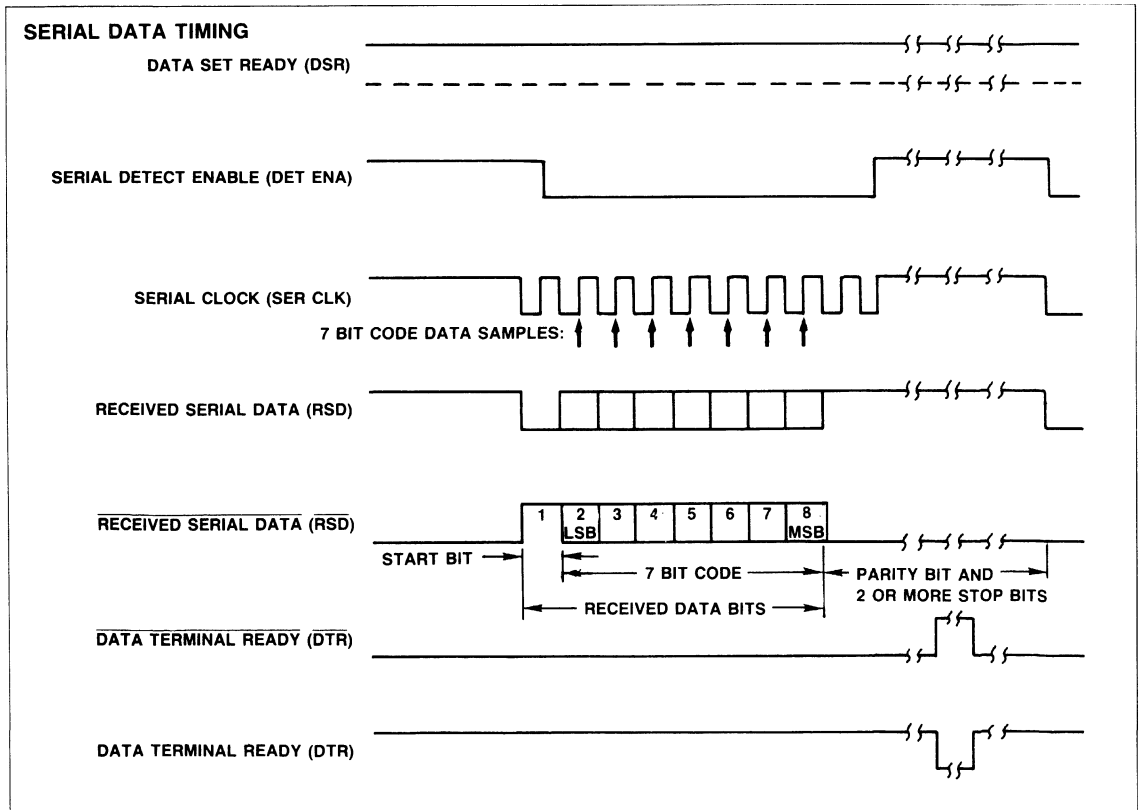 SERIAL DATA TIMING
DATA SET READY (DSR)
SERIAL DETECT ENABLE (DET ENA)
SERIAL CLOCK (SER CLK)
7 BIT CODE DATA SAMPLES:
RECEIVED SERIAL DATA (RSD)
RECEIVED SERIAL DATA (RSD)
1 2 3 4 5 6 7 8
LSB MSB
START BIT
7 BIT CODE
PARITY BIT AND
2 OR MORE STOP BITS
RECEIVED DATA BITS
DATA TERMINAL READY (DTR)
DATA TERMINAL READY (DTR)